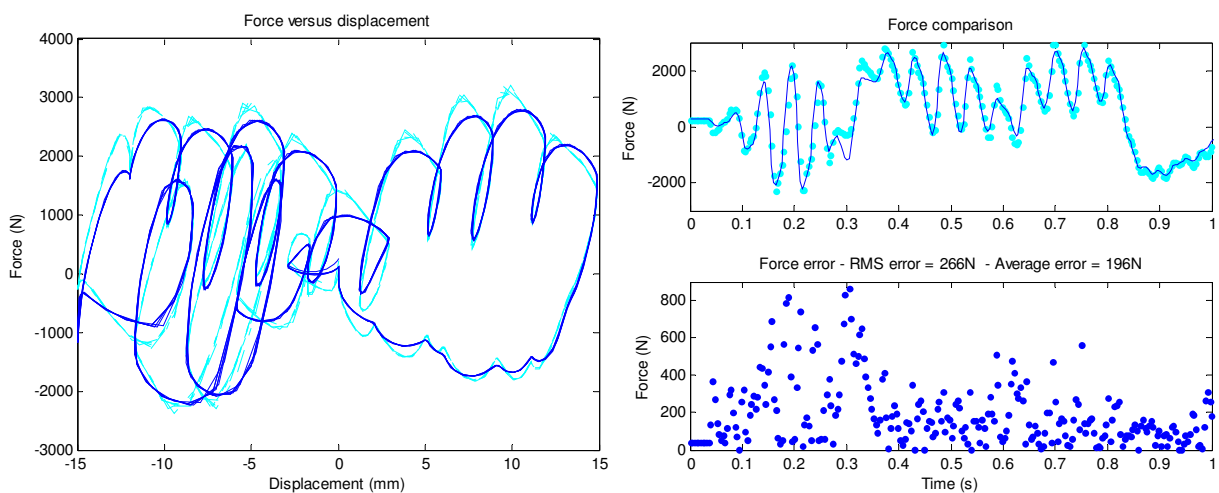 Force versus displacement
4000
3000
2000
1000
0
-1000
-2000
-3000
-15 -10 -5 0 5 10 15
Force (N)
Displacement (mm)
Force comparison
2000
0
-2000
0 0.1 0.2 0.3 0.4 0.5 0.6 0.7 0.8 0.9 1
Force (N)
Force error - RMS error = 266N - Average error = 196N
800
600
400
200
0
0 0.1 0.2 0.3 0.4 0.5 0.6 0.7 0.8 0.9 1
Force (N)
Time (s)